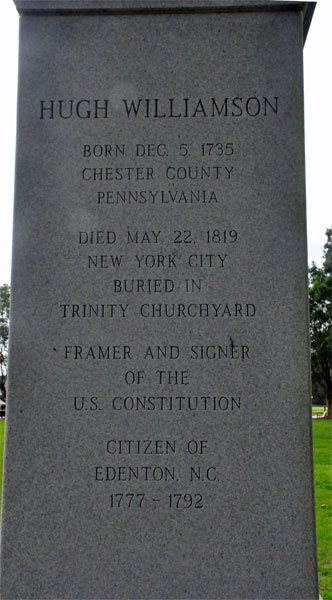 HUGH WILLIAMSON
BORN DEC. 5, 1735
CHESTER COUNTY
PENNSYLVANIA
DIED MAY 22, 1819
NEW YORK CITY
BURIED IN
TRINITY CHURCHYARD
FRAMER AND SIGNER
OF THE
U.S. CONSTITUTION
CITIZEN OF
EDENTON, N.C.
1777 - 1792